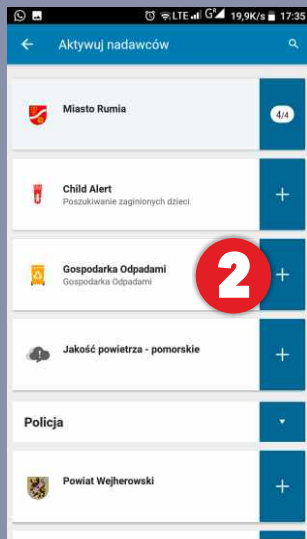 LTE G R 19,9K/s 17:35
Aktywuj nadawców
Miasto Rumia
4/4
Child Alert
Poszukiwanie zaginionych dzieci
+
Gospodarka Odpadami
Gospodarka Odpadami
2
+
Jakość powietrza - pomorskie
+
Policja
Powiat Wejherowski
+